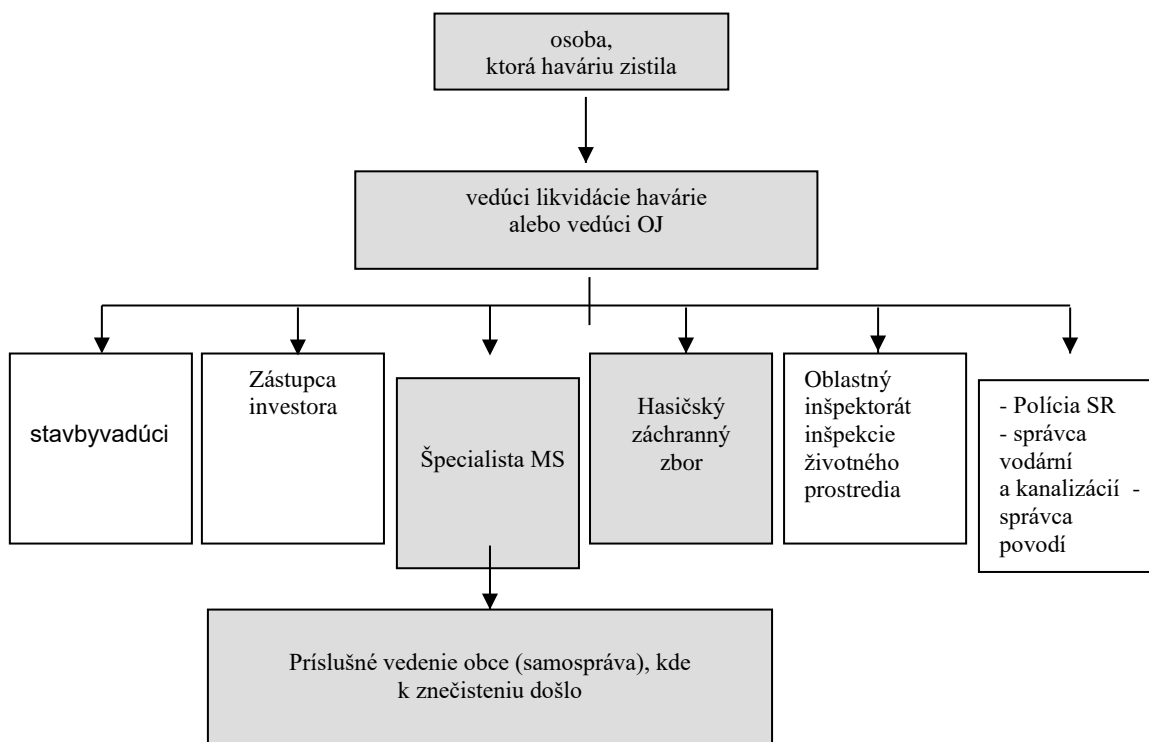 osoba,
ktorá haváriu zistila
vedúci likvidácie havárie
alebo vedúci OJ
stavbyvadúci
Zástupca
investora
Špecialista MS
Hasičský
záchranný
zbor
Oblastný
inšpektorát
inšpekcie
životného
prostredia
- Polícia SR
- správca
vodární
a kanalizácií -
správca
povodí
Príslušné vedenie obce (samospráva), kde
k znečisteniu došlo